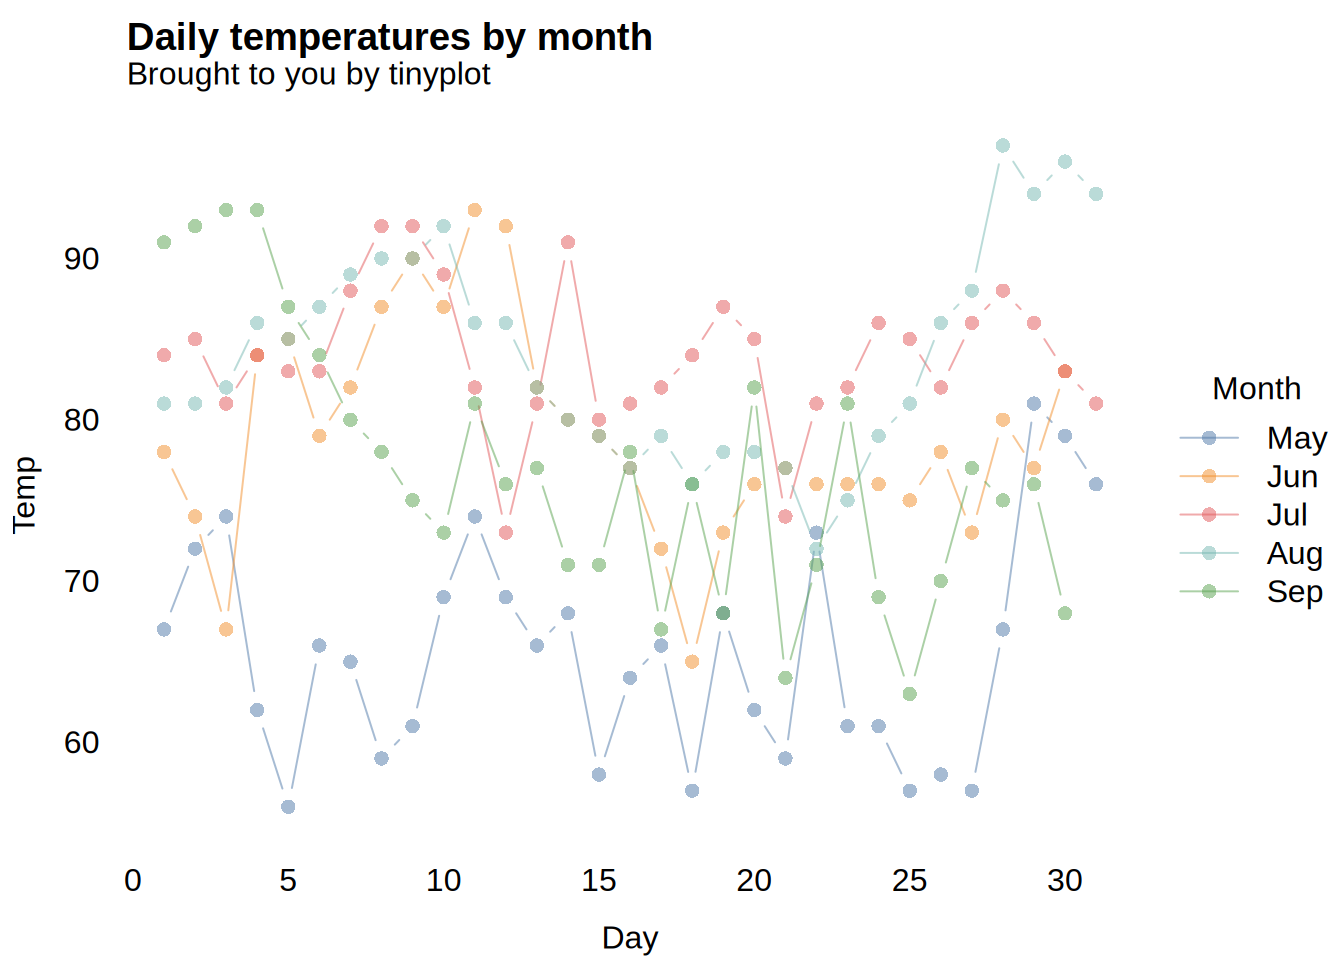 Daily temperatures by month
Brought to you by tinyplot
90
80
70
60
Temp
0 5 10 15 20 25 30
Day
Month
May
Jun
Jul
Aug
Sep